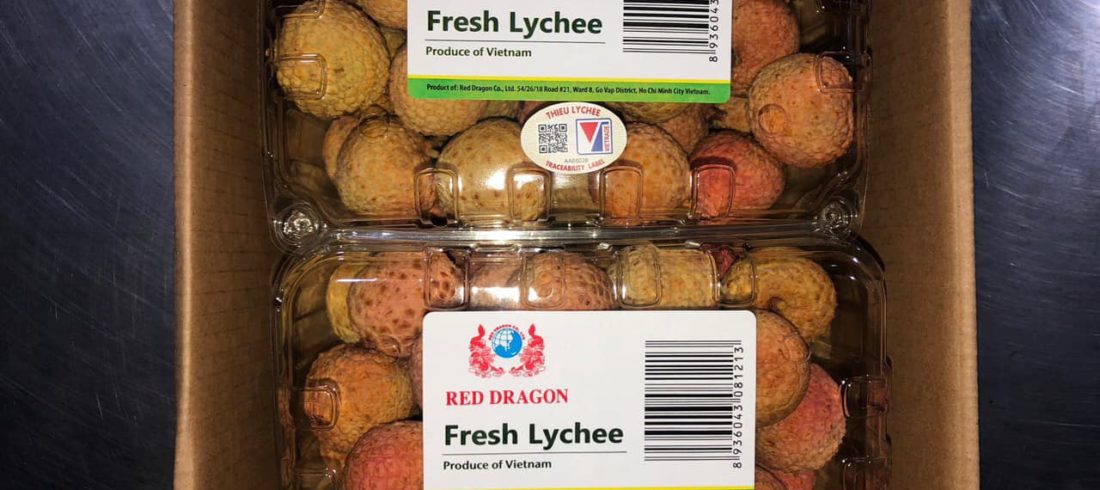 Fresh Lychee
Produce of Vietnam
Product of: Red Dragon Co., Ltd. 54/26/18 Road #21, Ward 8, Go Vap District, Ho Chi Minh City Vietnam.
8 936043
THIEU LYCHEE
VIETRADE
TRACEABILITY LABEL
RED DRAGON
Fresh Lychee
Produce of Vietnam
8 936043 081213